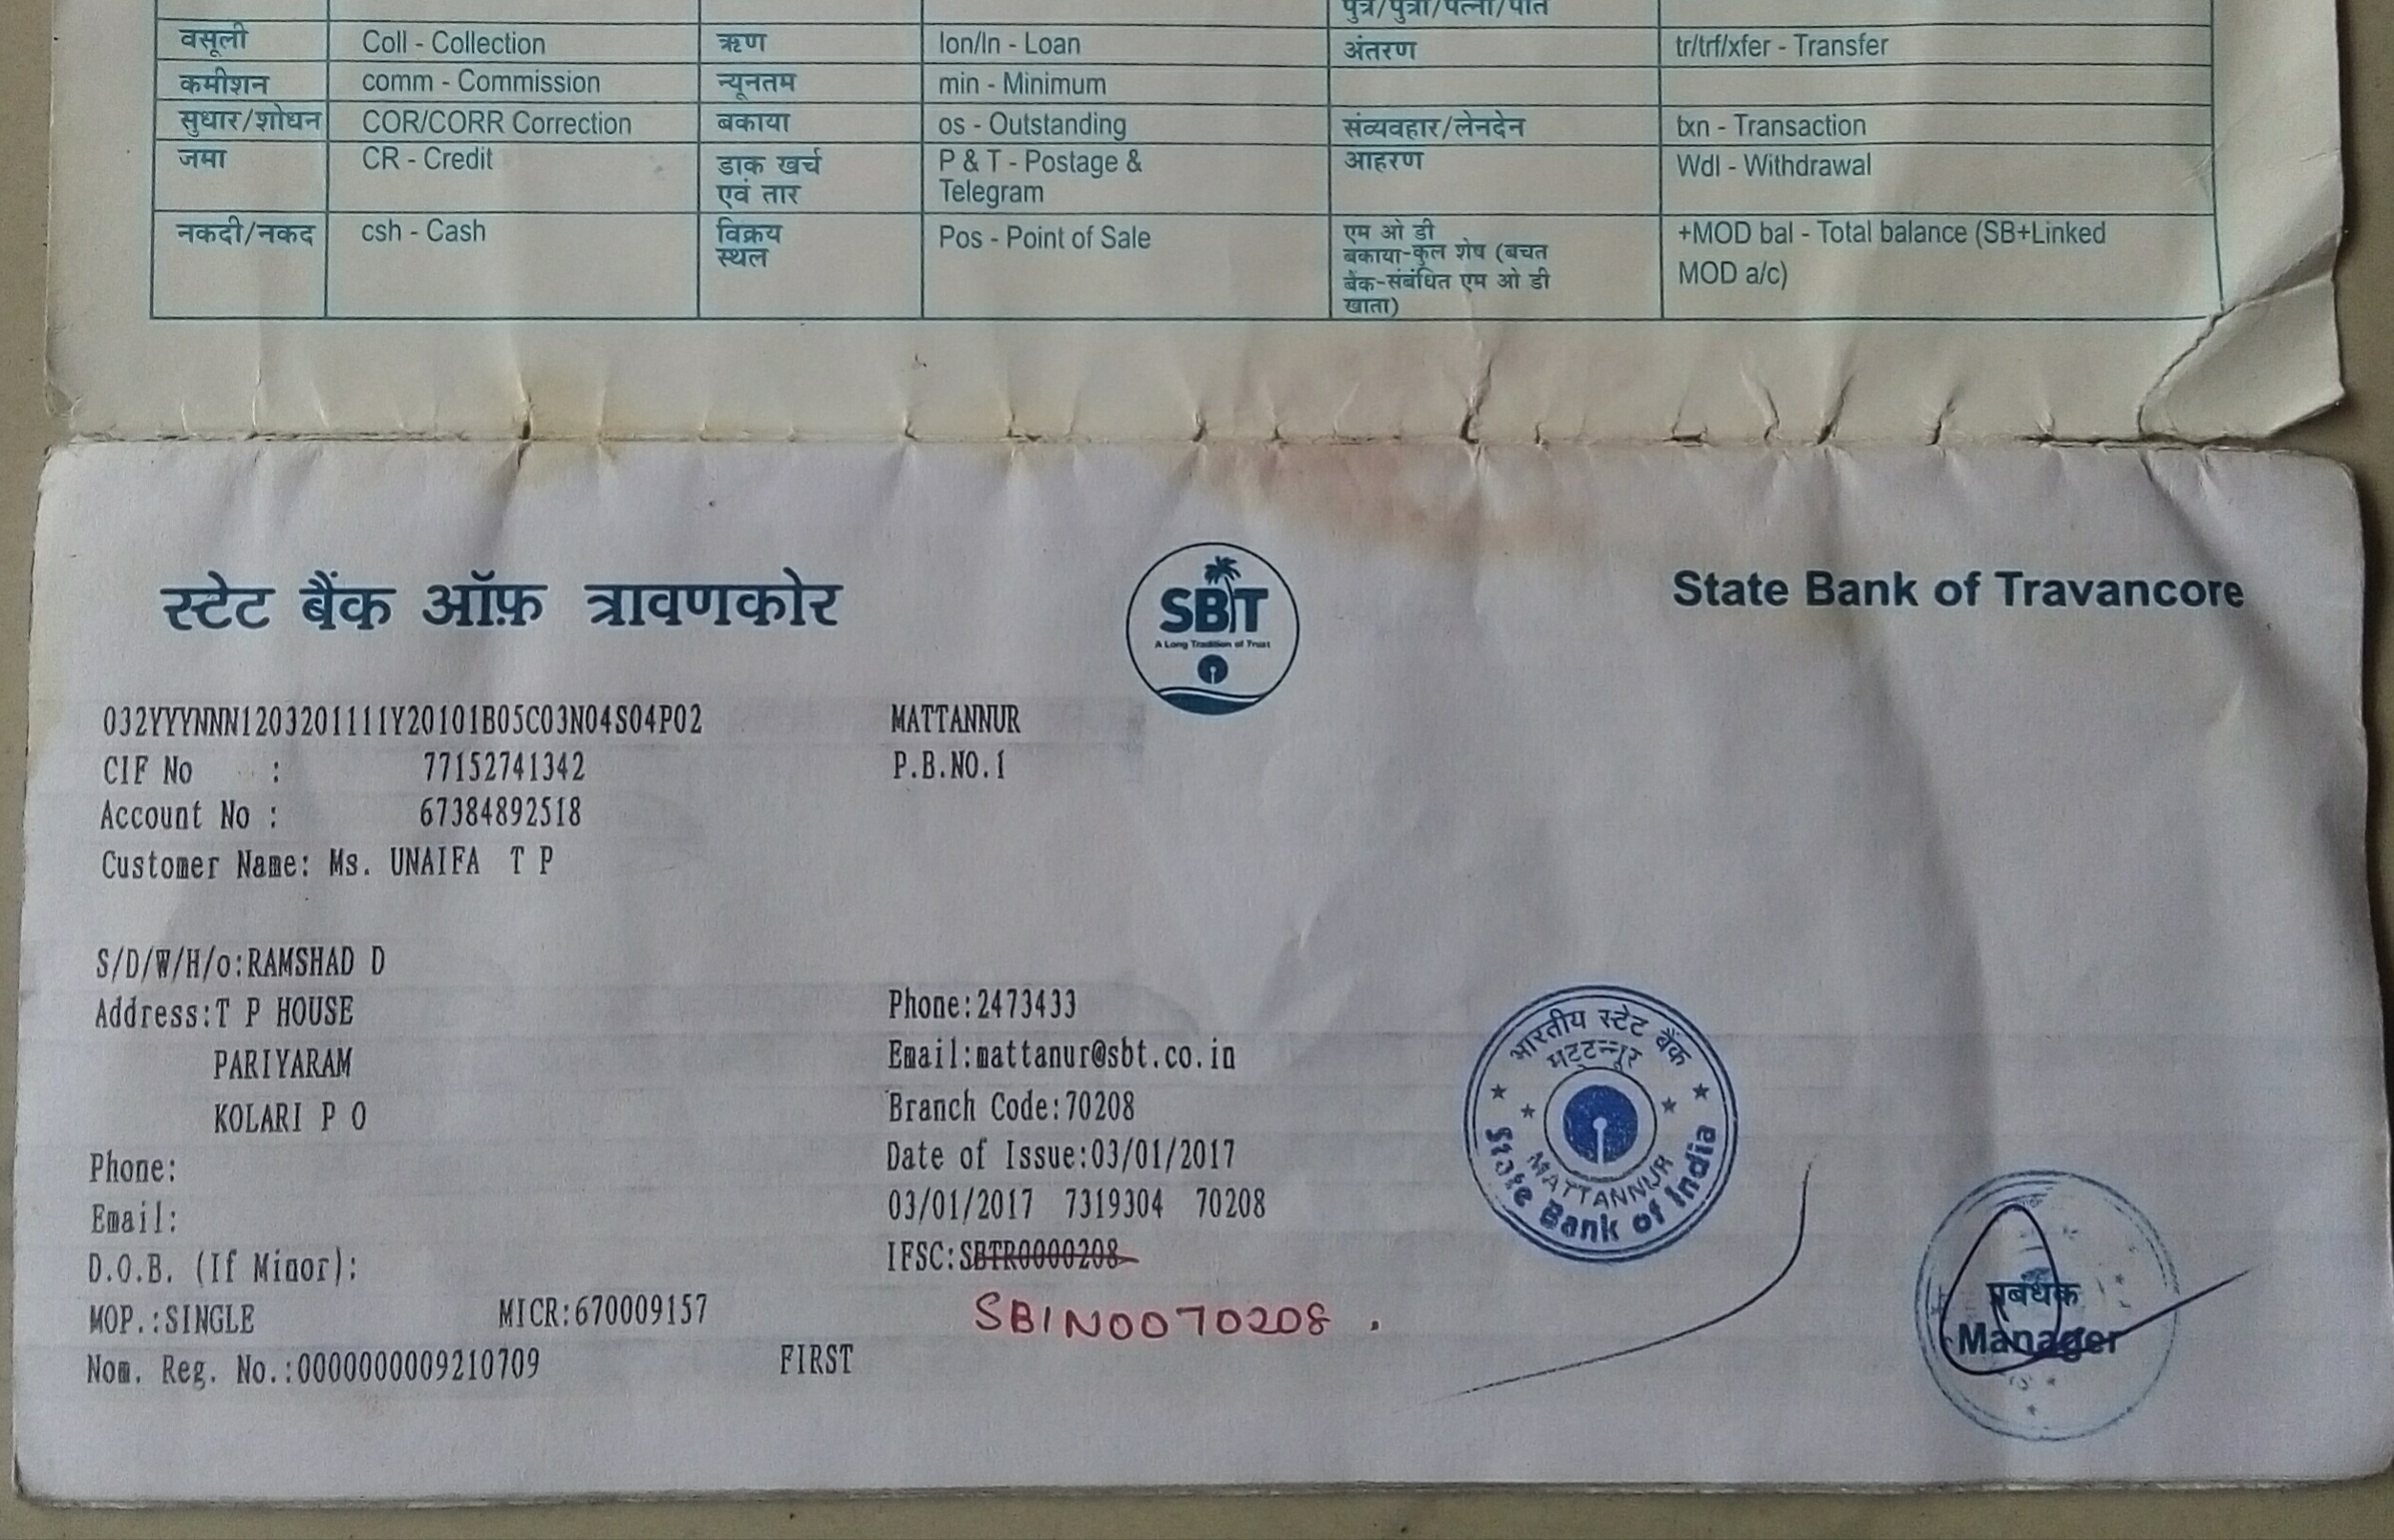 पुत्र/पुत्री/पत्नी/पति
वसूली Coll - Collection ऋण lon/ln - Loan अंतरण tr/trf/xfer - Transfer
कमीशन comm - Commission न्यूनतम min - Minimum
सुधार/शोधन COR/CORR Correction बकाया os - Outstanding संव्यवहार/लेनदेन txn - Transaction
जमा CR - Credit डाक खर्च P & T - Postage & आहरण Wdl - Withdrawal
एवं तार Telegram
नकदी/नकद csh - Cash विक्रय Pos - Point of Sale एम ओ डी +MOD bal - Total balance (SB+Linked
स्थल बकाया-कुल शेष (बचत MOD a/c)
बैंक-संबंधित एम ओ डी
खाता)
स्टेट बैंक ऑफ़ त्रावणकोर SBT State Bank of Travancore
A Long Tradition of Trust
032YYYNNN1203201111Y20101B05C03N04S04P02 MATTANNUR
CIF No : 77152741342 P.B.NO.1
Account No : 67384892518
Customer Name: Ms. UNAIFA T P
S/D/W/H/o:RAMSHAD D
Address:T P HOUSE Phone:2473433
PARIYARAM Email:mattanur@sbt.co.in
KOLARI P O Branch Code:70208
Phone: Date of Issue:03/01/2017
Email: 03/01/2017 7319304 70208
D.O.B. (If Minor): IFSC:SBTR0000208
MOP.:SINGLE MICR:670009157 SBIN0070208 .
Nom. Reg. No.:0000000009210709 FIRST
भारतीय स्टेट बैंक
मट्टन्नूर
MATTANNUR
State Bank of India
प्रबंधक
Manager